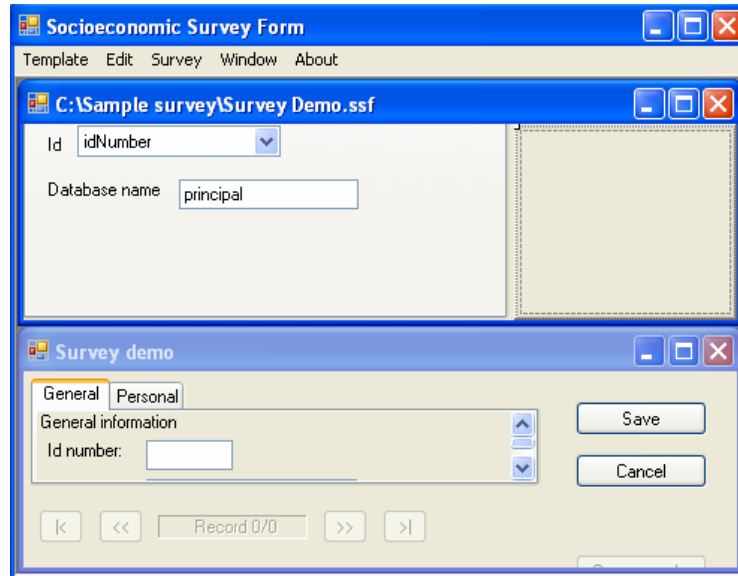 Socioeconomic Survey Form
Template Edit Survey Window About
C:\Sample survey\Survey Demo.ssf
Id idNumber
Database name principal
Survey demo
General Personal
General information
Save
Id number:
Cancel
|< << Record 0/0 >> >|